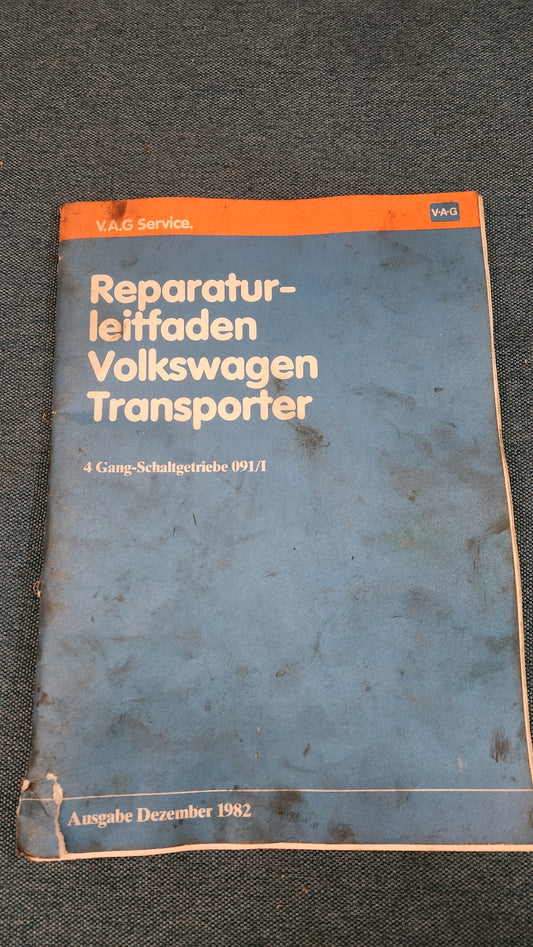 V.A.G Service.
V·A·G
Reparatur-
leitfaden
Volkswagen
Transporter
4 Gang-Schaltgetriebe 091/I
Ausgabe Dezember 1982